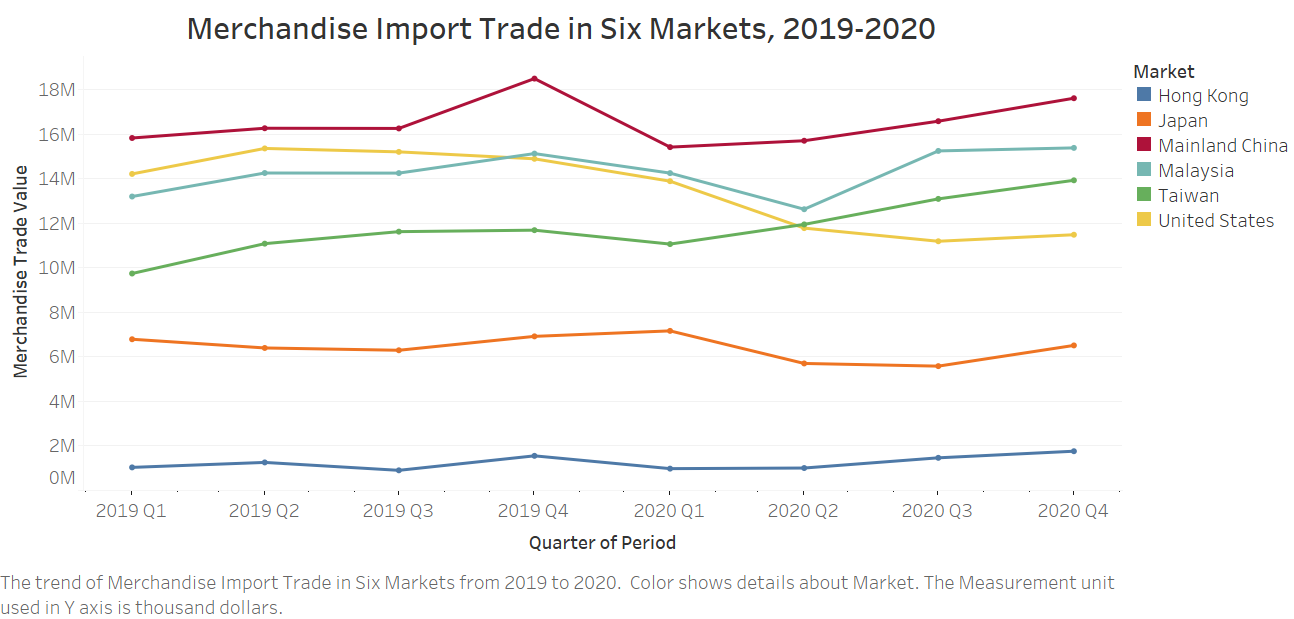 Merchandise Import Trade in Six Markets, 2019-2020
Market
Hong Kong
Japan
Mainland China
Malaysia
Taiwan
United States
Merchandise Trade Value
18M
16M
14M
12M
10M
8M
6M
4M
2M
0M
2019 Q1 2019 Q2 2019 Q3 2019 Q4 2020 Q1 2020 Q2 2020 Q3 2020 Q4
Quarter of Period
The trend of Merchandise Import Trade in Six Markets from 2019 to 2020.  Color shows details about Market. The Measurement unit
used in Y axis is thousand dollars.